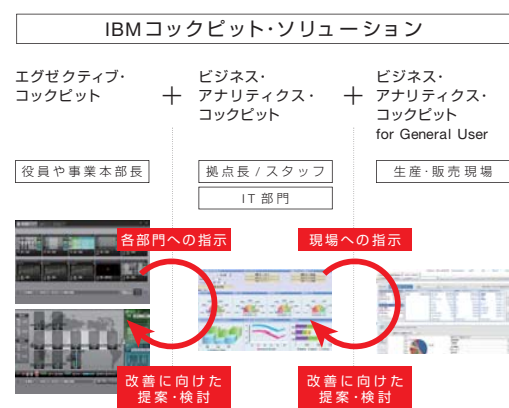 IBMコックピット・ソリューション
エグゼクティブ・
コックピット
＋
ビジネス・
アナリティクス・
コックピット
＋
ビジネス・
アナリティクス・
コックピット
for General User
役員や事業本部長
拠点長 / スタッフ
IT 部門
生産・販売現場
各部門への指示
現場への指示
改善に向けた
提案・検討
改善に向けた
提案・検討